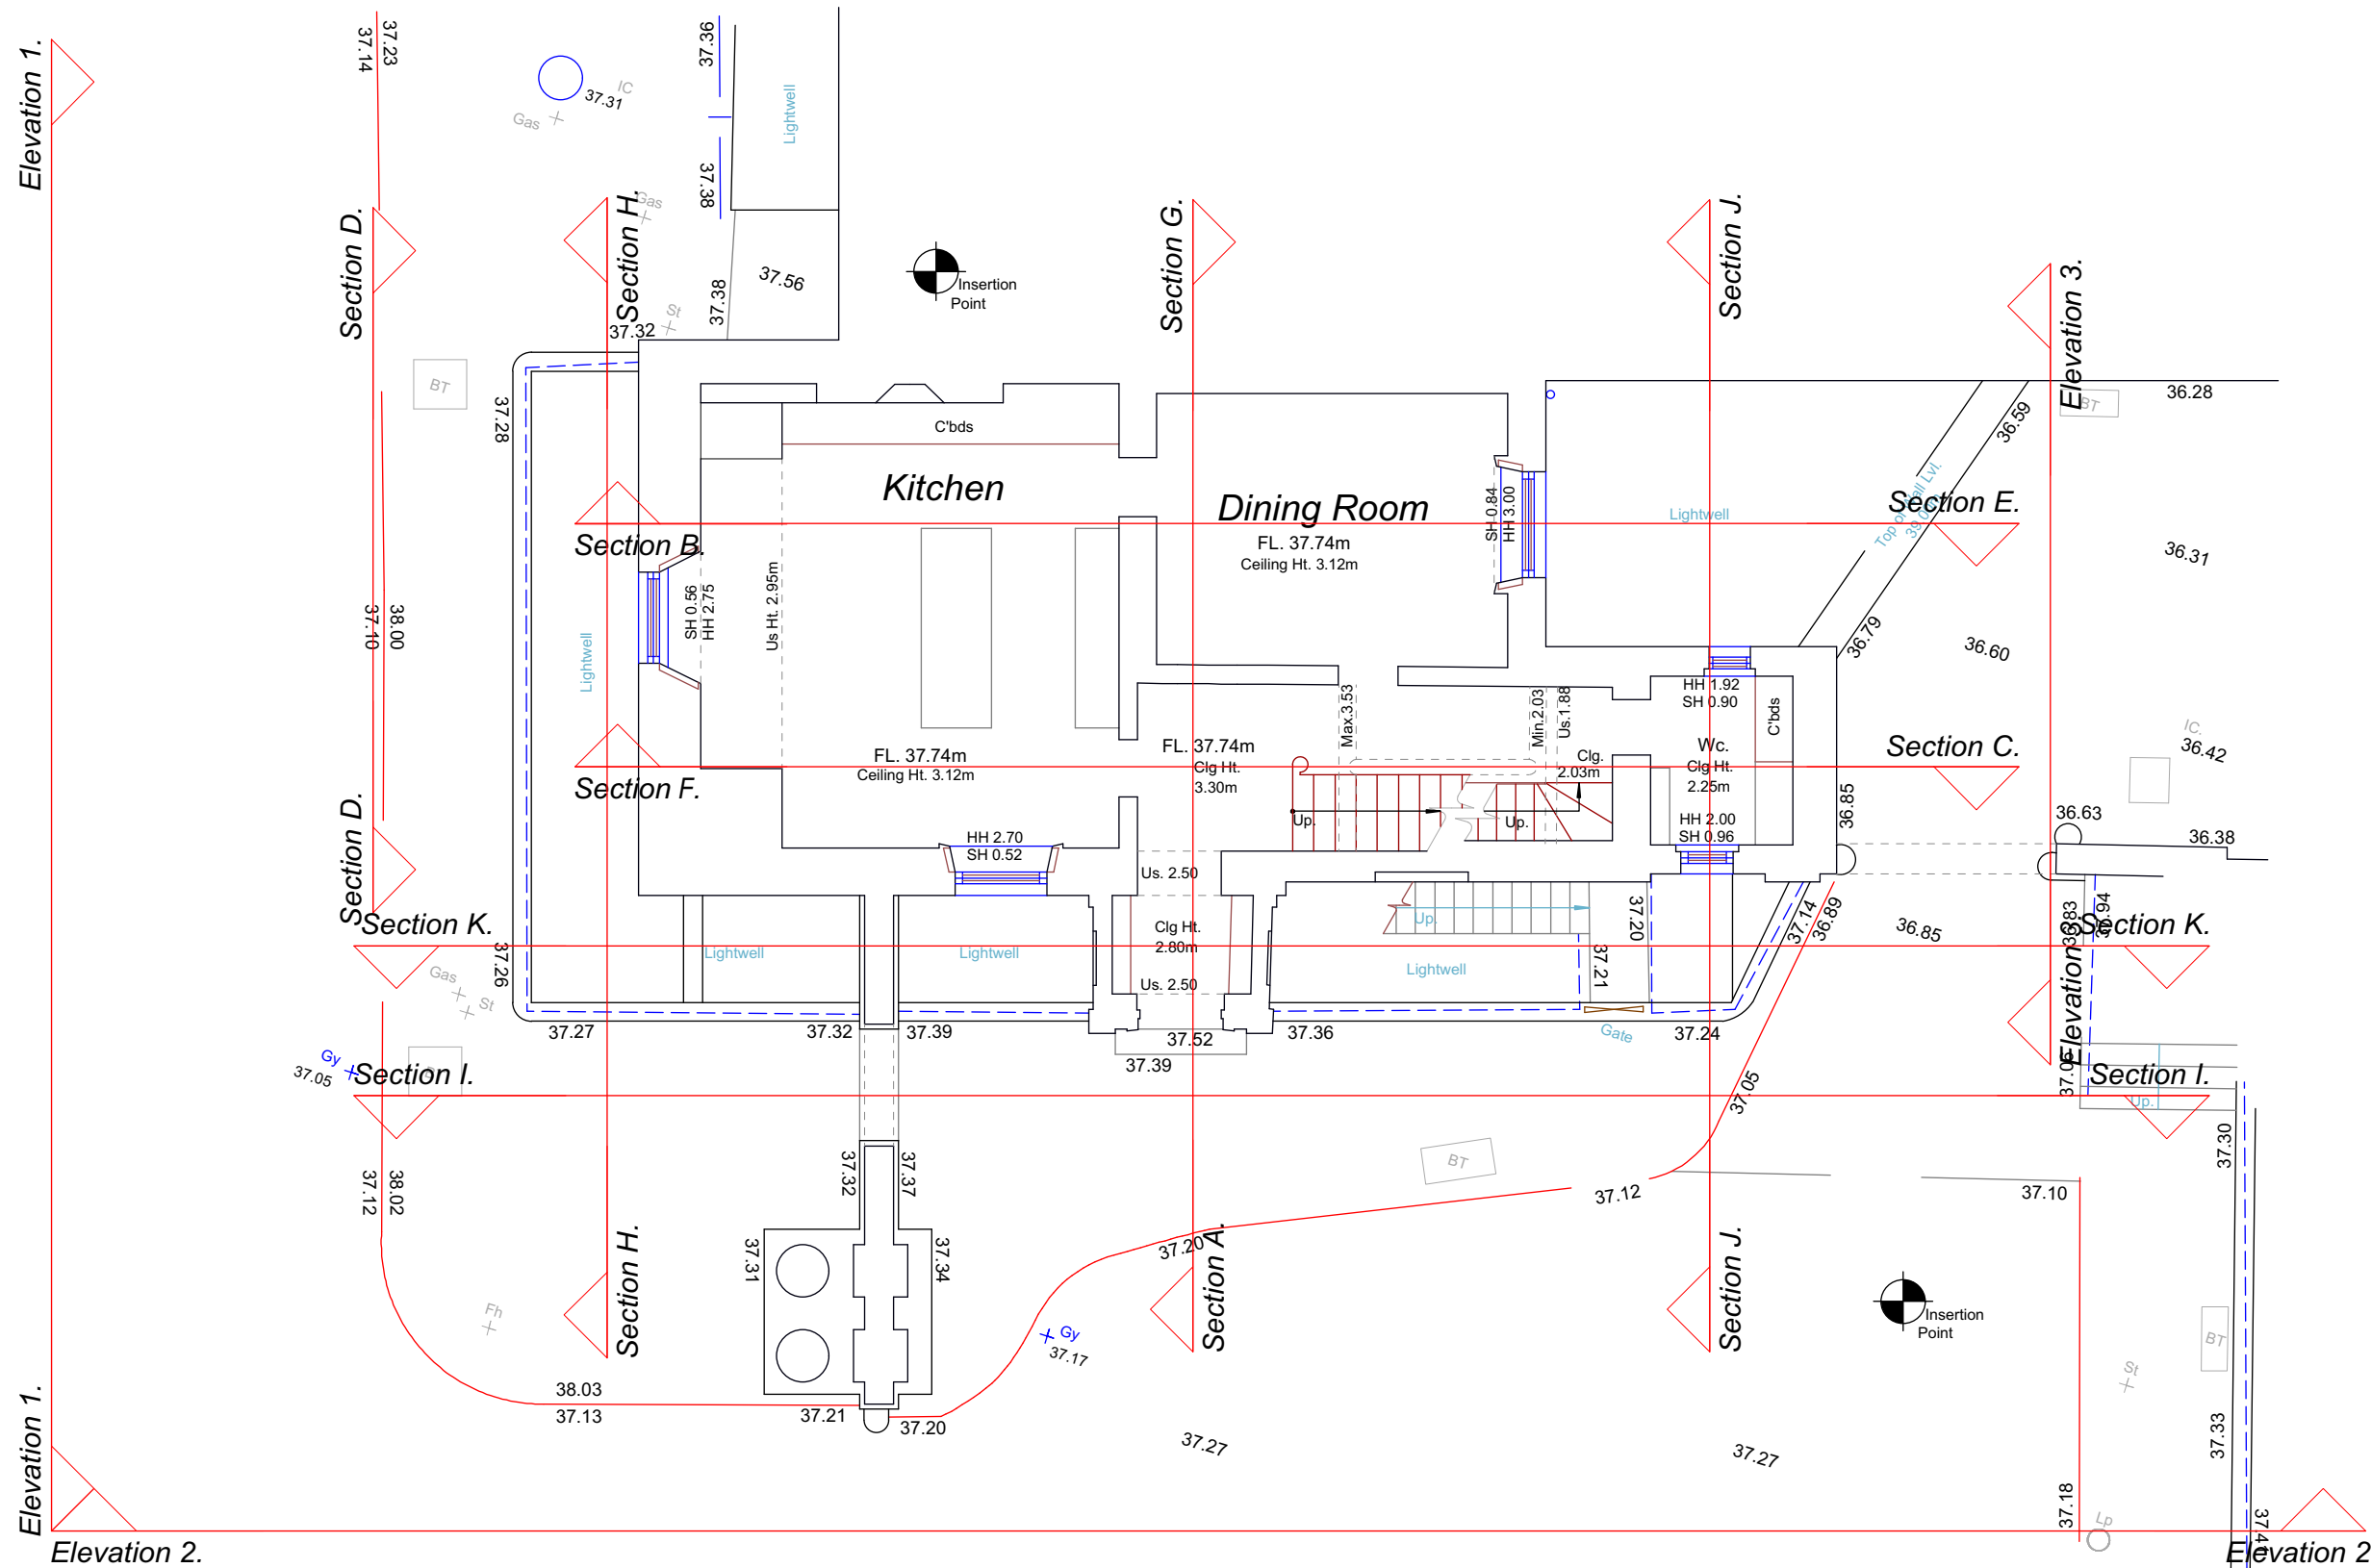 Elevation 1.
37.14
37.23
37.31
IC
Gas
37.36
37.38
Lightwell
Section D.
Section H.
Gas
St
37.32
37.38
37.56
Insertion
Point
Section G.
Section J.
Elevation 3.
BT
37.28
C'bds
Kitchen
Dining Room
FL. 37.74m
Ceiling Ht. 3.12m
SH 0.84
HH 3.00
Lightwell
Top of Wall Lvl.
36.59
BT
36.28
Section E.
36.31
Section B.
SH 0.56
HH 2.75
Us Ht. 2.95m
Lightwell
37.10
38.00
36.79
36.60
Max.3.53
Min.2.03
Us.1.88
HH 1.92
SH 0.90
C'bds
IC.
36.42
Section C.
FL. 37.74m
Ceiling Ht. 3.12m
FL. 37.74m
Clg Ht.
3.30m
Clg.
2.03m
Wc.
Clg Ht.
2.25m
Section F.
Up.
Up.
HH 2.00
SH 0.96
36.85
36.63
36.38
Section D.
HH 2.70
SH 0.52
Us. 2.50
Section K.
Clg Ht.
2.80m
Us. 2.50
Up.
37.20
37.21
37.14
36.89
36.85
36.94
Section K.
Elevation 3.
Lightwell
Lightwell
Lightwell
37.26
Gas
St
37.27
37.32
37.39
37.52
37.39
37.36
Gate
37.24
Gy
37.05
Section I.
37.05
Section I.
Up.
37.12
38.02
37.32
37.37
BT
37.12
37.10
37.30
37.31
37.34
Section H.
37.20
Section A.
Section J.
Insertion
Point
BT
Fh
Gy
37.17
38.03
37.13
37.21
37.20
37.27
37.27
St
37.33
37.18
Lp
Elevation 1.
Elevation 2.
Elevation 2